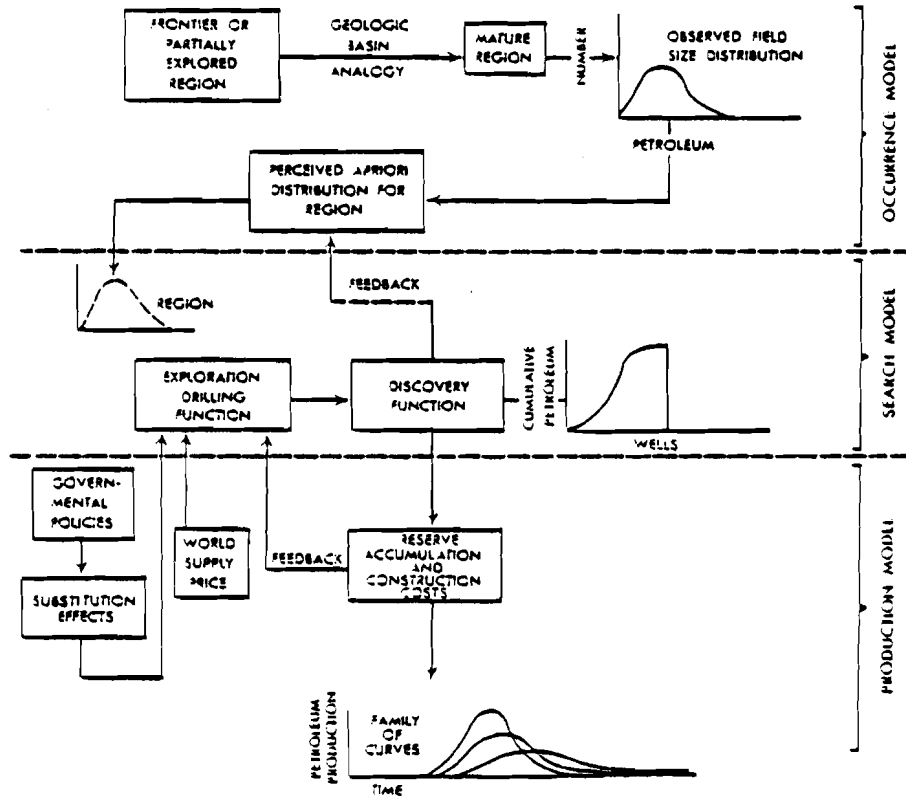 FRONTIER OR
PARTIALLY
EXPLORED
REGION
GEOLOGIC
BASIN
ANALOGY
MATURE
REGION
NUMBER
OBSERVED FIELD
SIZE DISTRIBUTION
PETROLEUM
PERCEIVED APRIORI
DISTRIBUTION FOR
REGION
OCCURRENCE MODEL
REGION
FEEDBACK
EXPLORATION
DRILLING
FUNCTION
DISCOVERY
FUNCTION
CUMULATIVE
PETROLEUM
WELLS
SEARCH MODEL
GOVERN-
MENTAL
POLICIES
SUBSTITUTION
EFFECTS
WORLD
SUPPLY
PRICE
FEEDBACK
RESERVE
ACCUMULATION
AND
CONSTRUCTION
COSTS
PETROLEUM
PRODUCTION
FAMILY
OF
CURVES
TIME
PRODUCTION MODEL